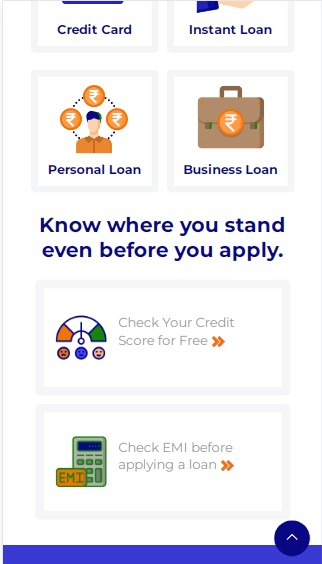 Credit Card
Instant Loan
Personal Loan
Business Loan
Know where you stand
even before you apply.
Check Your Credit
Score for Free
Check EMI before
applying a loan
EMI